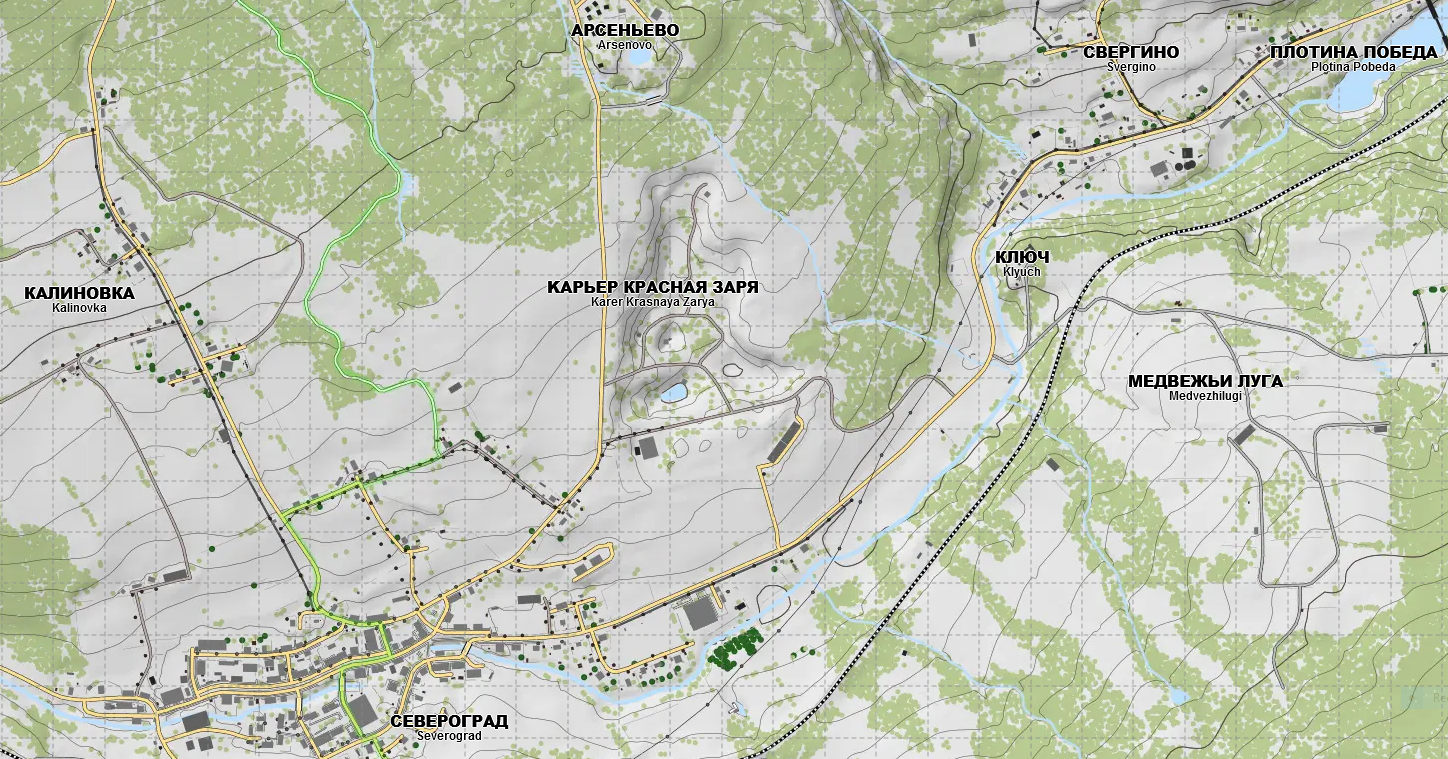 АРСЕНЬЕВО
Arsenovo
СВЕРГИНО
Svergino
ПЛОТИНА ПОБЕДА
Plotina Pobeda
КЛЮЧ
Klyuch
КАЛИНОВКА
Kalinovka
КАРЬЕР КРАСНАЯ ЗАРЯ
Karer Krasnaya Zarya
МЕДВЕЖЬИ ЛУГА
Medvezhilugi
СЕВЕРОГРАД
Severograd